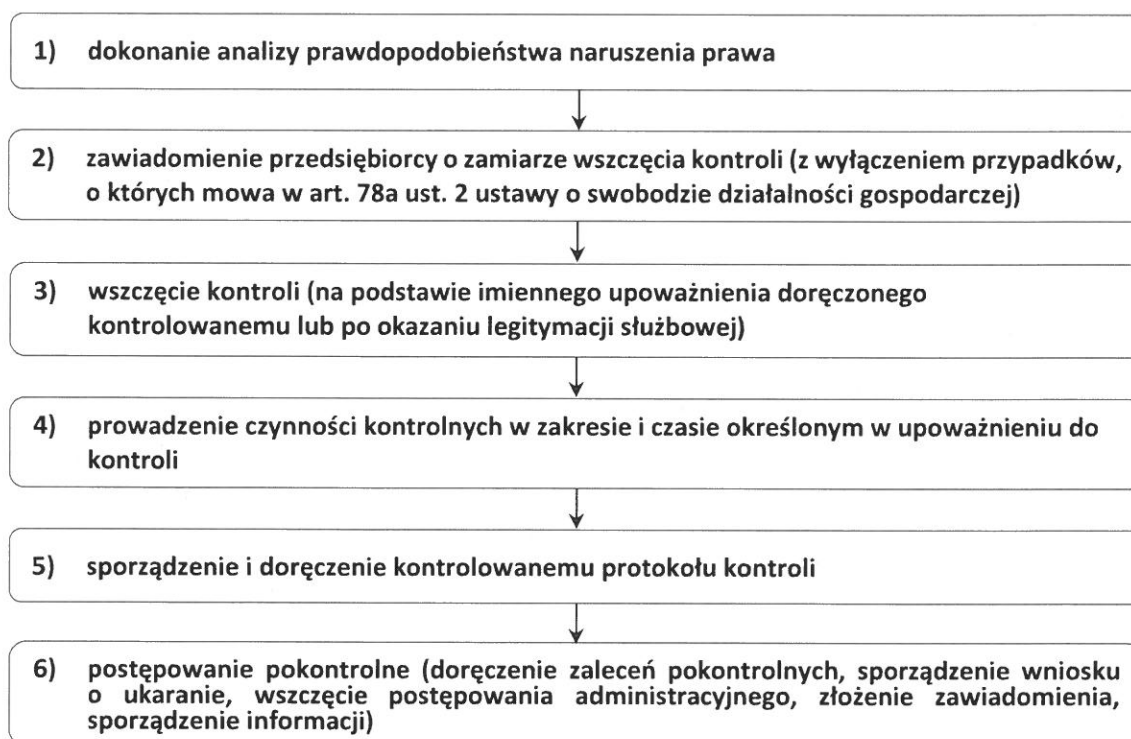 1) dokonanie analizy prawdopodobieństwa naruszenia prawa
2) zawiadomienie przedsiębiorcy o zamiarze wszczęcia kontroli (z wyłączeniem przypadków,
o których mowa w art. 78a ust. 2 ustawy o swobodzie działalności gospodarczej)
3) wszczęcie kontroli (na podstawie imiennego upoważnienia doręczonego
kontrolowanemu lub po okazaniu legitymacji służbowej)
4) prowadzenie czynności kontrolnych w zakresie i czasie określonym w upoważnieniu do
kontroli
5) sporządzenie i doręczenie kontrolowanemu protokołu kontroli
6) postępowanie pokontrolne (doręczenie zaleceń pokontrolnych, sporządzenie wniosku
o ukaranie, wszczęcie postępowania administracyjnego, złożenie zawiadomienia,
sporządzenie informacji)